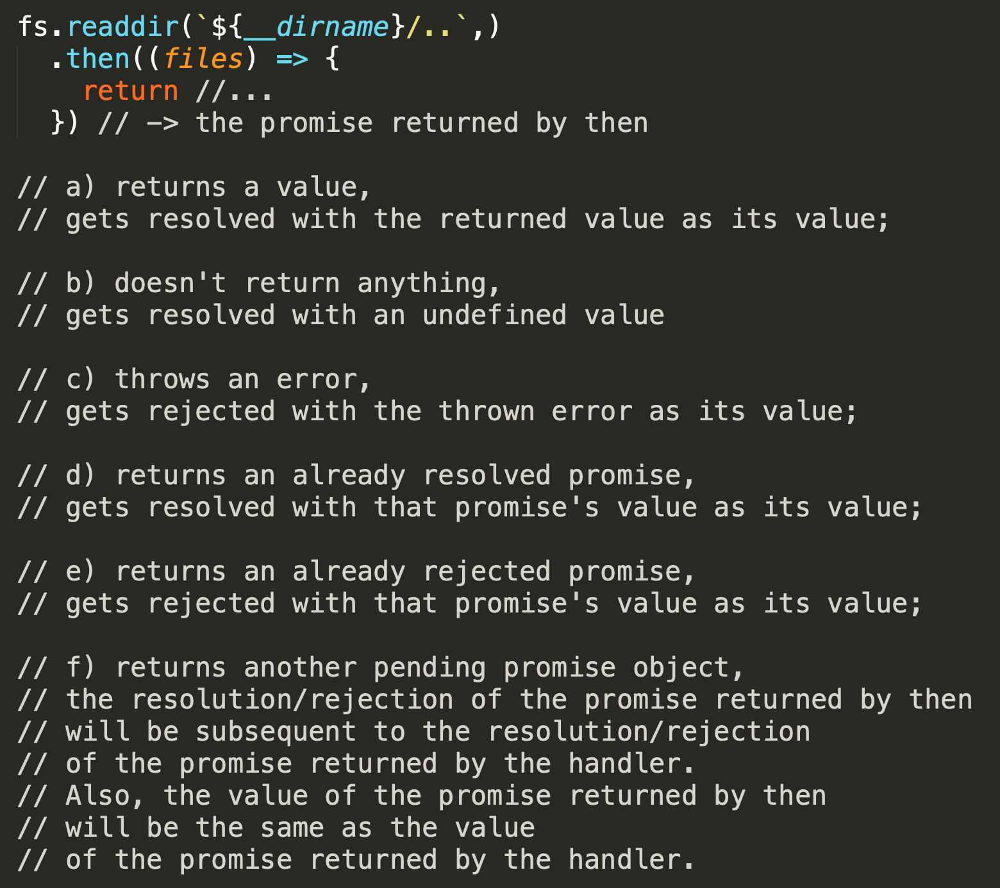 fs.readdir(`${__dirname}/..`,)
.then((files) => {
return //...
}) // -> the promise returned by then
// a) returns a value,
// gets resolved with the returned value as its value;
// b) doesn't return anything,
// gets resolved with an undefined value
// c) throws an error,
// gets rejected with the thrown error as its value;
// d) returns an already resolved promise,
// gets resolved with that promise's value as its value;
// e) returns an already rejected promise,
// gets rejected with that promise's value as its value;
// f) returns another pending promise object,
// the resolution/rejection of the promise returned by then
// will be subsequent to the resolution/rejection
// of the promise returned by the handler.
// Also, the value of the promise returned by then
// will be the same as the value
// of the promise returned by the handler.